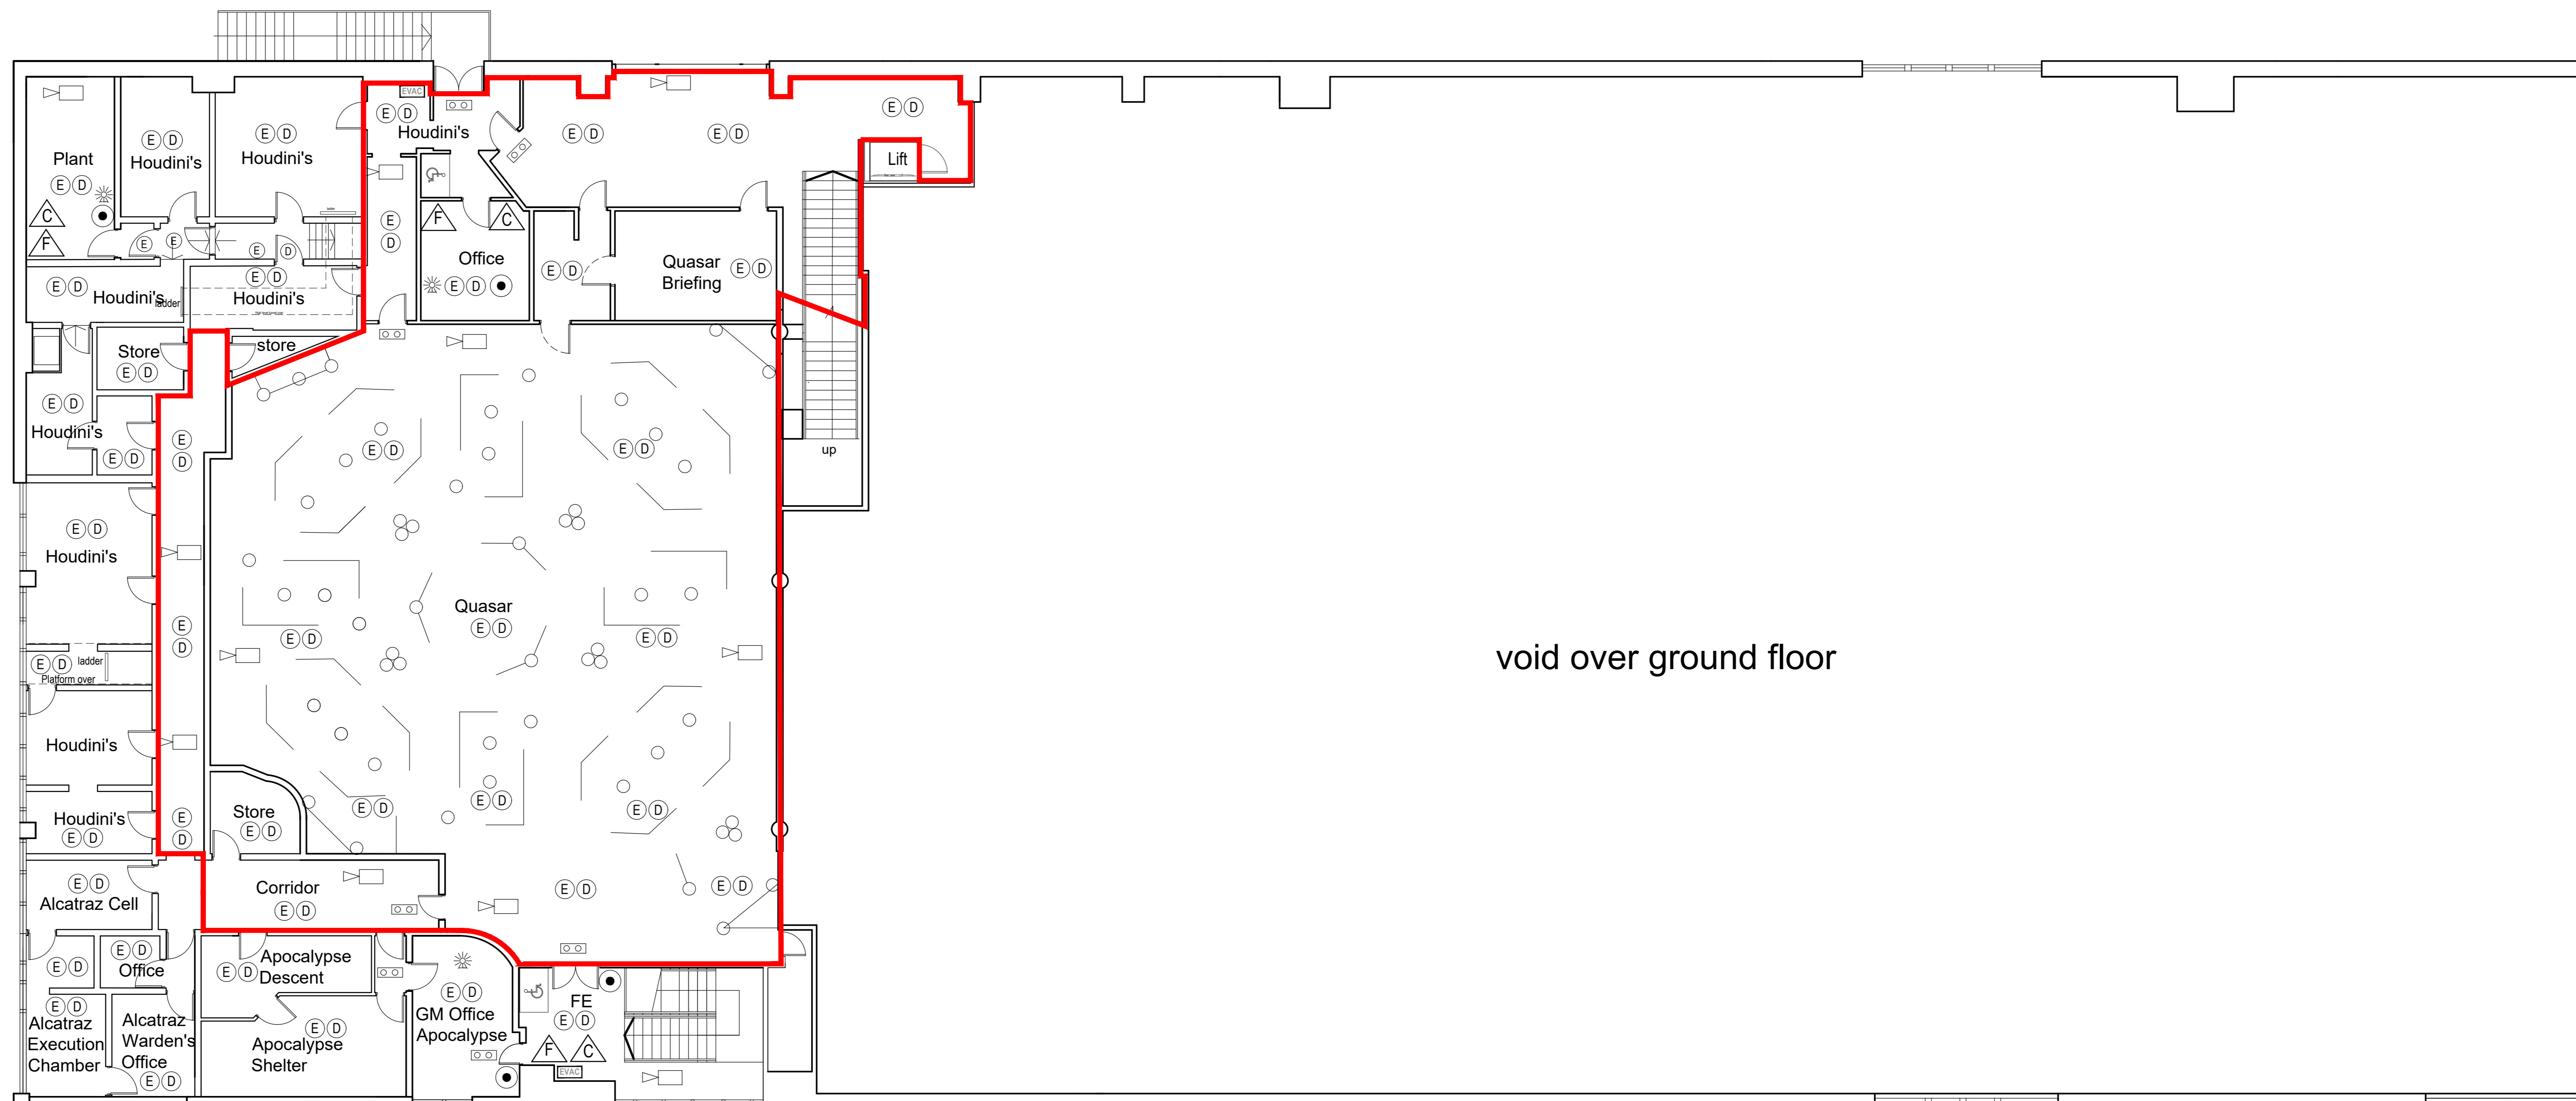 EVAC
E D
E D
E D
E D
E D
E D
Houdini's
Plant
Houdini's
Houdini's
Lift
E D
C
F
F
C
ladder
E
D
E
E
E
D
Office
Quasar
Briefing
E D
E D
E D
E D
E D
Houdini's
ladder
Houdini's
store
Store
E D
E D
Houdini's
E D
E
D
E D
E D
up
E D
Houdini's
Quasar
E D
E
D
E D
E D
E D
ladder
Platform over
void over ground floor
Houdini's
E D
E D
E D
Store
E D
Houdini's
E D
E
D
E D
Alcatraz Cell
Corridor
E D
E D
E D
E D
Office
E D
Apocalypse
Descent
E D
E D
GM Office
Apocalypse
FE
E D
F
C
EVAC
E D
Alcatraz
Execution
Chamber
Alcatraz
Warden's
Office
E D
E D
Apocalypse
Shelter